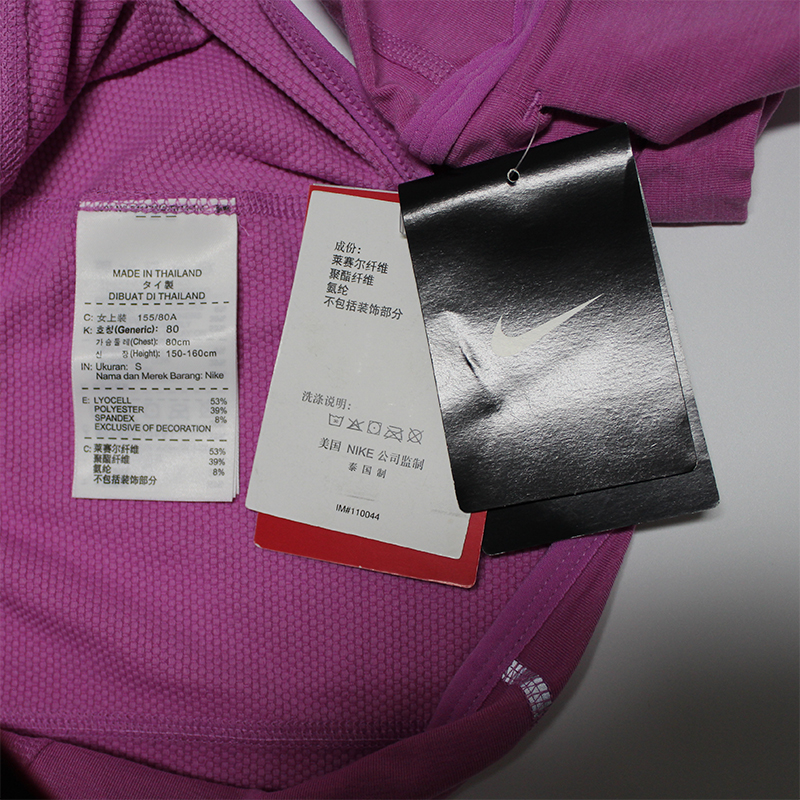 MADE IN THAILAND
タイ製
DIBUAT DI THAILAND
C: 女上装 155/80A
K: 호칭(Generic): 80
가슴둘레(Chest): 80cm
신 장(Height): 150-160cm
IN: Ukuran: S
Nama dan Merek Barang: Nike
E: LYOCELL 53%
POLYESTER 39%
SPANDEX 8%
EXCLUSIVE OF DECORATION
C: 莱赛尔纤维 53%
聚酯纤维 39%
氨纶 8%
不包括装饰部分
成份:
莱赛尔纤维
聚酯纤维
氨纶
不包括装饰部分
洗涤说明:
美国 NIKE 公司监制
泰国制
IM#110044